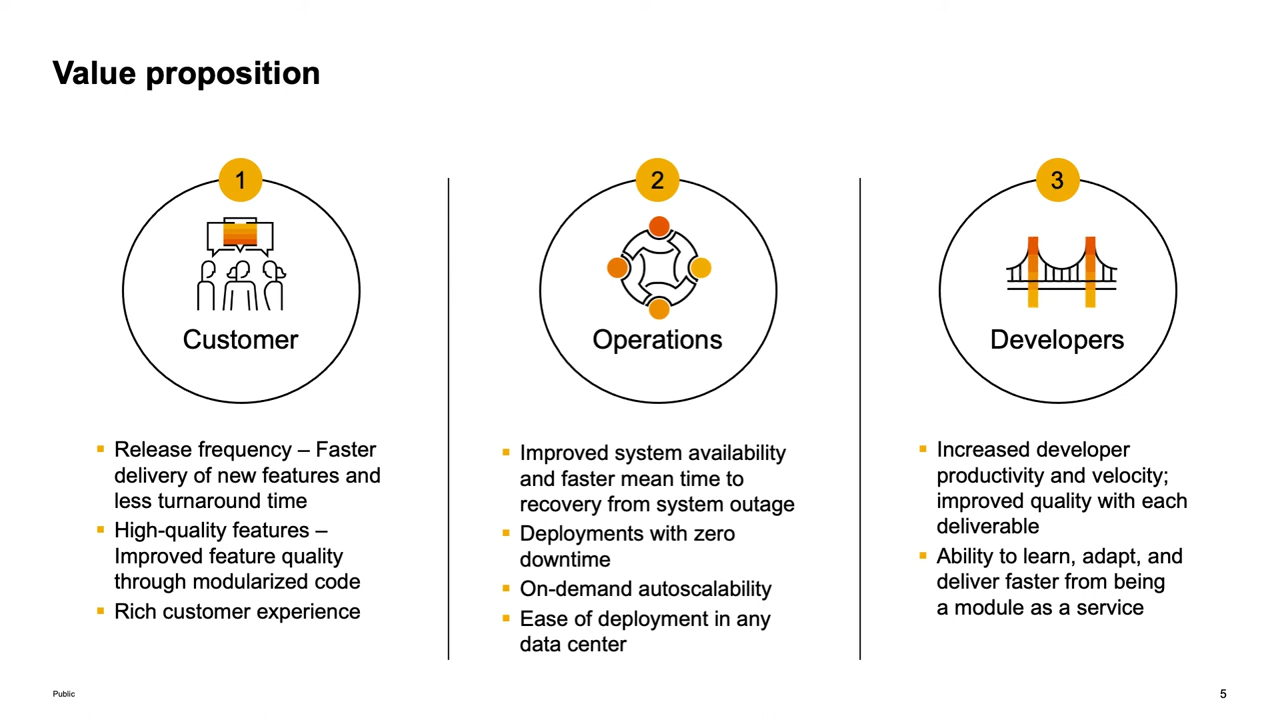 Value proposition
1
Customer
▪ Release frequency – Faster
delivery of new features and
less turnaround time
▪ High-quality features –
Improved feature quality
through modularized code
▪ Rich customer experience
2
Operations
▪ Improved system availability
and faster mean time to
recovery from system outage
▪ Deployments with zero
downtime
▪ On-demand autoscalability
▪ Ease of deployment in any
data center
3
Developers
▪ Increased developer
productivity and velocity;
improved quality with each
deliverable
▪ Ability to learn, adapt, and
deliver faster from being
a module as a service
Public
5